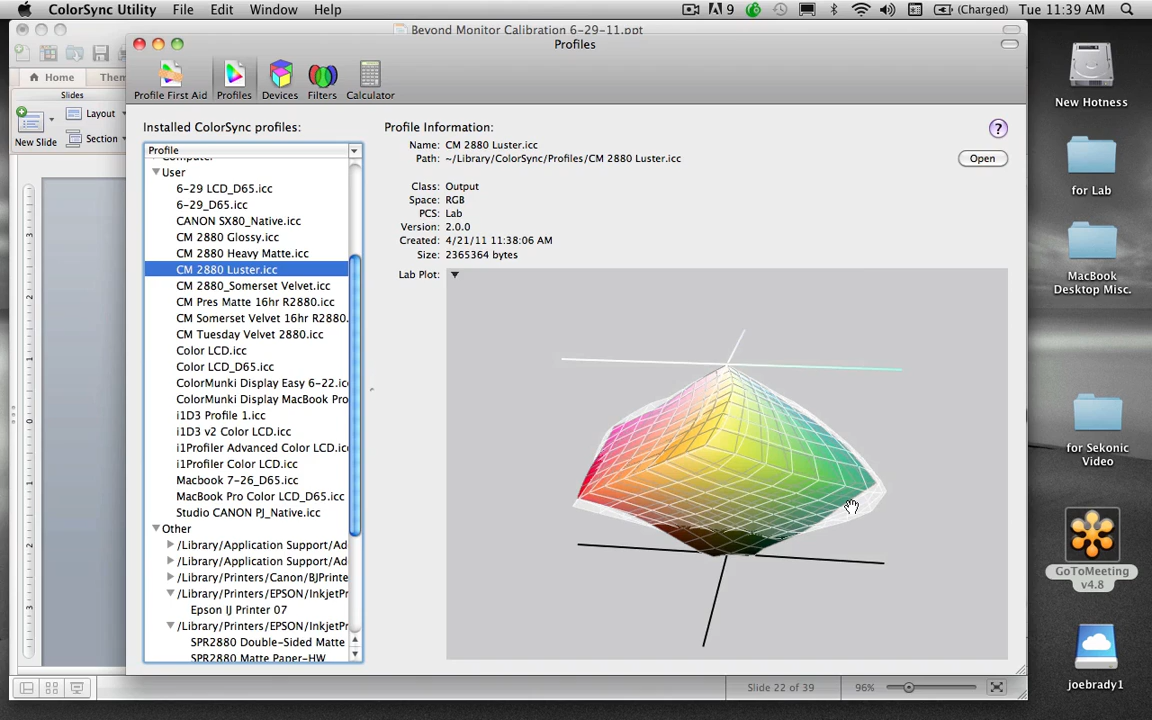 ColorSync Utility File Edit Window Help 9 (Charged) Tue 11:39 AM
Beyond Monitor Calibration 6-29-11.ppt
Profiles
Home Them
Slides
New Slide
Layout
Section
Profile First Aid Profiles Devices Filters Calculator
Installed ColorSync profiles:
Profile
Computer
User
6-29 LCD_D65.icc
6-29_D65.icc
CANON SX80_Native.icc
CM 2880 Glossy.icc
CM 2880 Heavy Matte.icc
CM 2880 Luster.icc
CM 2880_Somerset Velvet.icc
CM Pres Matte 16hr R2880.icc
CM Somerset Velvet 16hr R2880.
CM Tuesday Velvet 2880.icc
Color LCD.icc
Color LCD_D65.icc
ColorMunki Display Easy 6-22.ic
ColorMunki Display MacBook Pro
i1D3 Profile 1.icc
i1D3 v2 Color LCD.icc
i1Profiler Advanced Color LCD.ic
i1Profiler Color LCD.icc
Macbook 7-26_D65.icc
MacBook Pro Color LCD_D65.icc
Studio CANON PJ_Native.icc
Other
/Library/Application Support/Ad
/Library/Application Support/Ad
/Library/Printers/Canon/BJPrinte
/Library/Printers/EPSON/InkjetPr
Epson IJ Printer 07
/Library/Printers/EPSON/InkjetPr
SPR2880 Double-Sided Matte
SPR2880 Matte Paper-HW
Profile Information:
?
Name: CM 2880 Luster.icc
Path: ~/Library/ColorSync/Profiles/CM 2880 Luster.icc
Open
Class: Output
Space: RGB
PCS: Lab
Version: 2.0.0
Created: 4/21/11 11:38:06 AM
Size: 2365364 bytes
Lab Plot:
3
2
1
0
1
2
3
Slide 22 of 39 96%
New Hotness
for Lab
MacBook
Desktop Misc.
for Sekonic
Video
GoToMeeting
v4.8
joebrady1